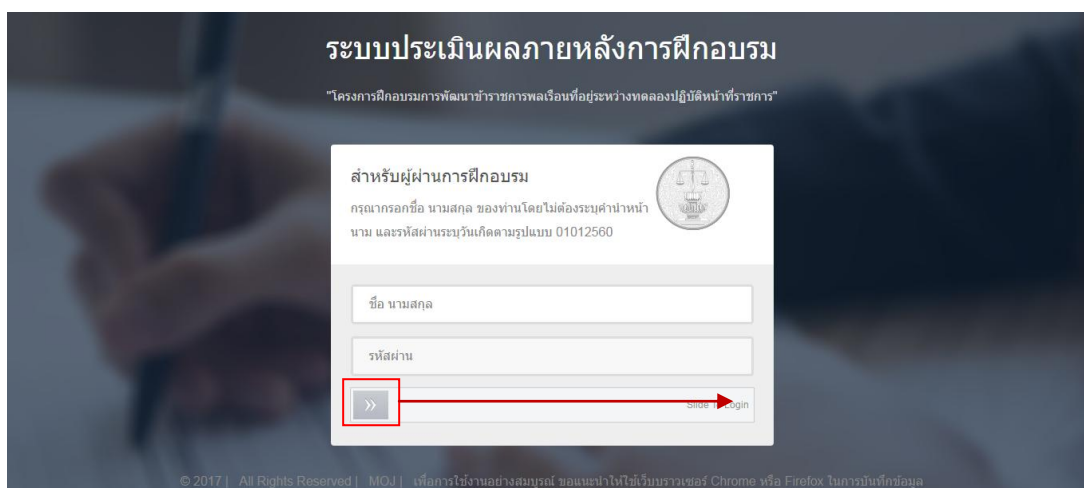 ระบบประเมินผลภายหลังการฝึกอบรม
"โครงการฝึกอบรมการพัฒนาข้าราชการพลเรือนที่อยู่ระหว่างทดลองปฏิบัติหน้าที่ราชการ"
สำหรับผู้ผ่านการฝึกอบรม
กรุณากรอกชื่อ นามสกุล ของท่านโดยไม่ต้องระบุคำนำหน้า
นาม และรหัสผ่านระบุวันเกิดตามรูปแบบ 01012560
ชื่อ นามสกุล
รหัสผ่าน
» Slide To Login
© 2017 | All Rights Reserved | MOJ | เพื่อการใช้งานอย่างสมบูรณ์ ขอแนะนำให้ใช้เว็บบราวเซอร์ Chrome หรือ Firefox ในการบันทึกข้อมูล